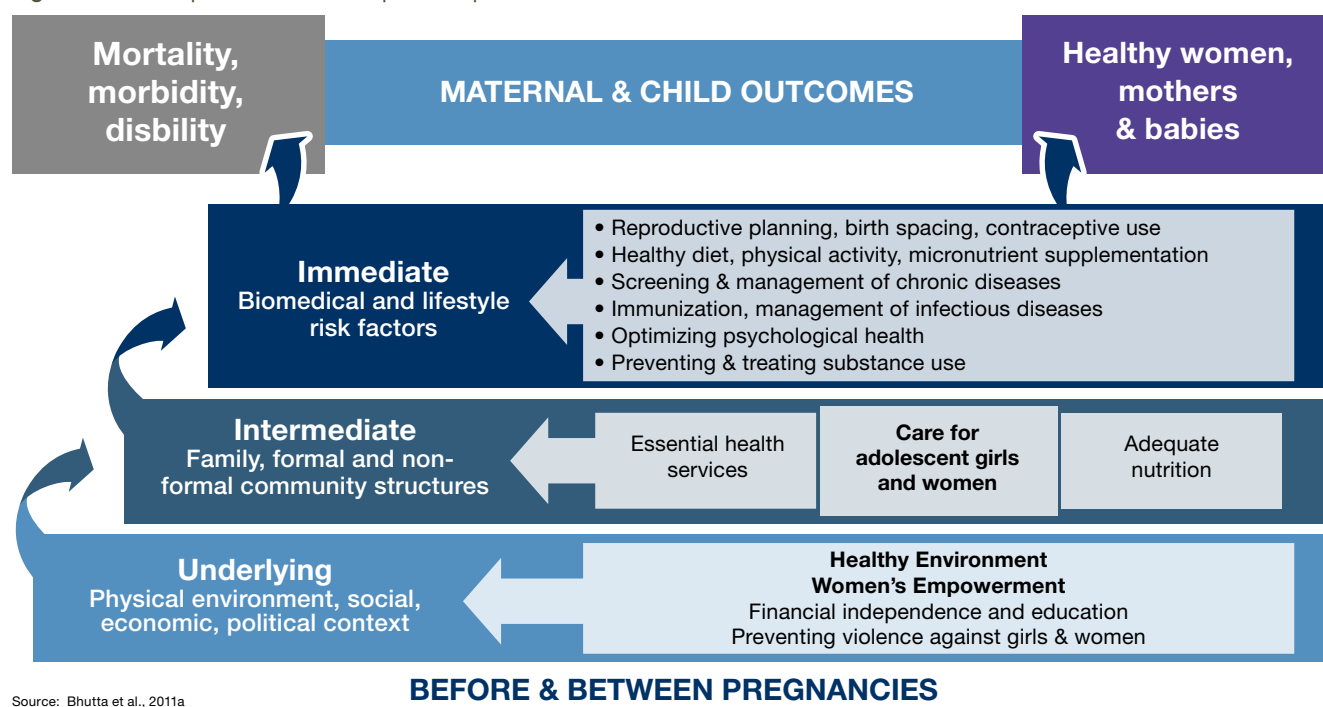 Mortality,
morbidity,
disbility
MATERNAL & CHILD OUTCOMES
Healthy women,
mothers
& babies
Immediate
Biomedical and lifestyle
risk factors
• Reproductive planning, birth spacing, contraceptive use
• Healthy diet, physical activity, micronutrient supplementation
• Screening & management of chronic diseases
• Immunization, management of infectious diseases
• Optimizing psychological health
• Preventing & treating substance use
Intermediate
Family, formal and non-
formal community structures
Essential health
services
Care for
adolescent girls
and women
Adequate
nutrition
Underlying
Physical environment, social,
economic, political context
Healthy Environment
Women’s Empowerment
Financial independence and education
Preventing violence against girls & women
BEFORE & BETWEEN PREGNANCIES
Source: Bhutta et al., 2011a